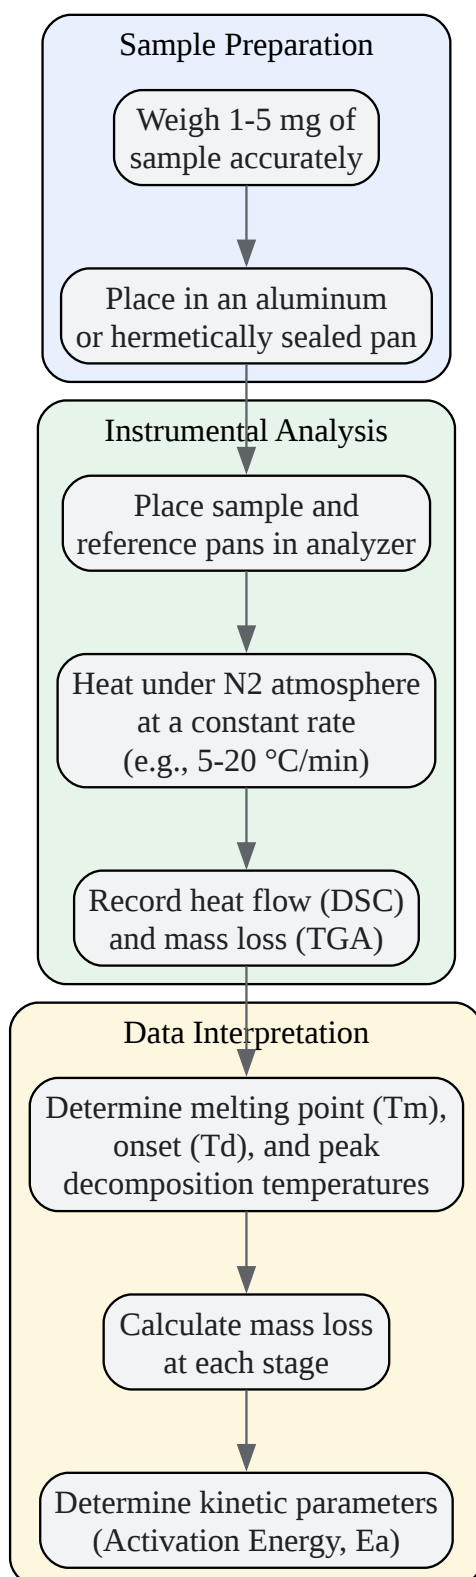 Sample Preparation
Weigh 1-5 mg of
sample accurately
Place in an aluminum
or hermetically sealed pan
Instrumental Analysis
Place sample and
reference pans in analyzer
Heat under N2 atmosphere
at a constant rate
(e.g., 5-20 °C/min)
Record heat flow (DSC)
and mass loss (TGA)
Data Interpretation
Determine melting point (Tm),
onset (Td), and peak
decomposition temperatures
Calculate mass loss
at each stage
Determine kinetic parameters
(Activation Energy, Ea)